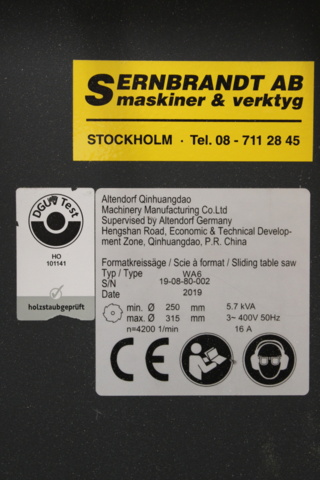 SERNBRANDT AB
maskiner & verktyg
STOCKHOLM · Tel. 08 - 711 28 45
DGUV Test
HO
101141
holzstaubgeprüft
Altendorf Qinhuangdao
Machinery Manufacturing Co.Ltd
Supervised by Altendorf Germany
Hengshan Road, Economic & Technical Develop-
ment Zone, Qinhuangdao, P.R. China
Formatkreissäge / Scie à format / Sliding table saw
Typ / Type WA6
S/N 19-08-80-002
Date 2019
min. Ø 250 mm 5.7 kVA
max. Ø 315 mm 3~ 400V 50Hz
n=4200 1/min 16 A
CE